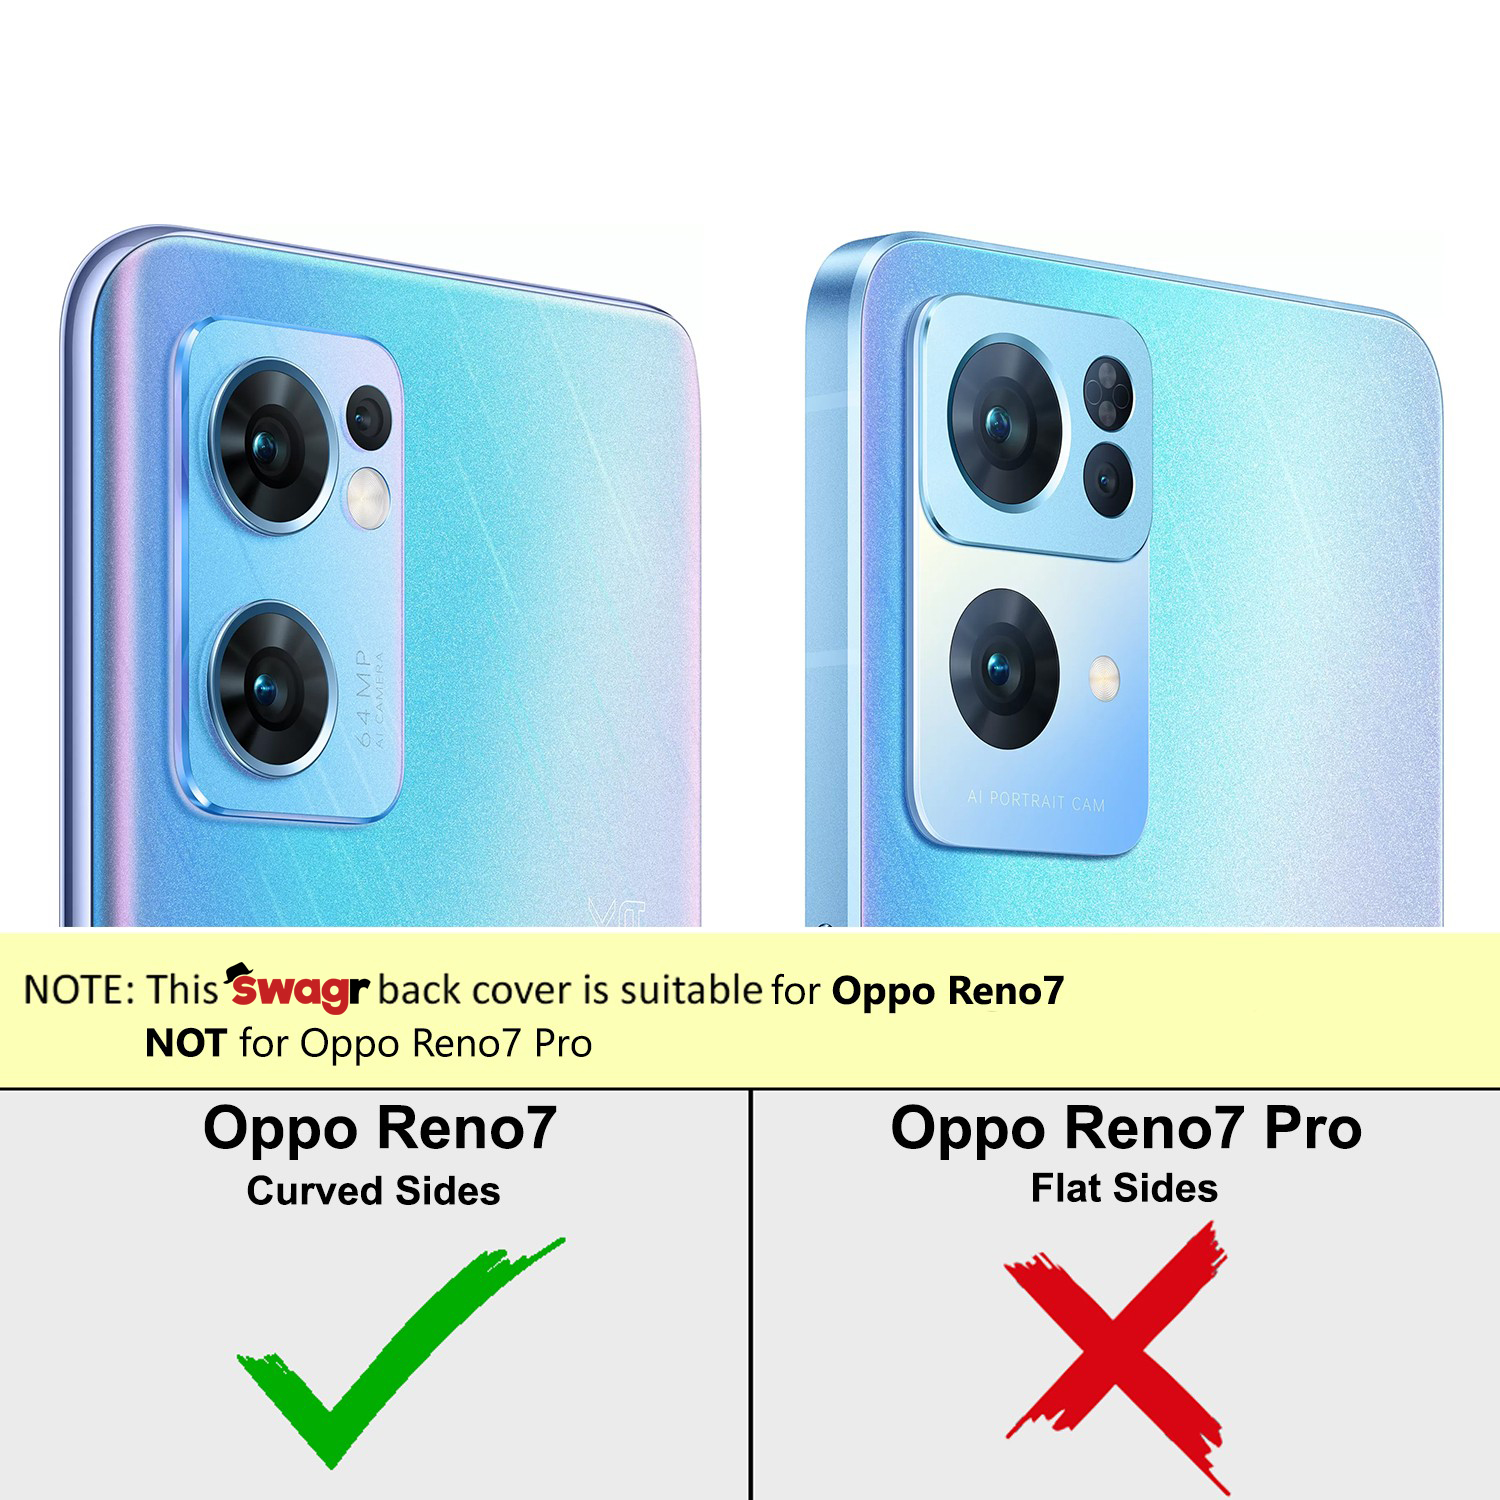 64MP
AI CAMERA
AI PORTRAIT CAM
NOTE: This Swagr back cover is suitable for Oppo Reno7
NOT for Oppo Reno7 Pro
Oppo Reno7
Curved Sides
Oppo Reno7 Pro
Flat Sides